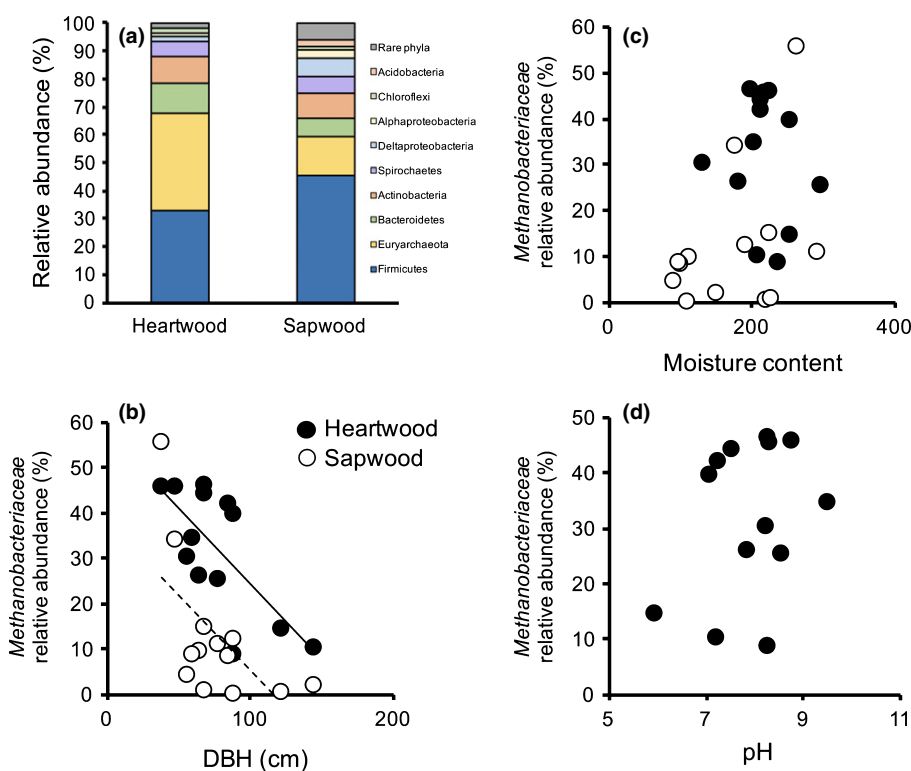 (a)
Relative abundance (%)
100
90
80
70
60
50
40
30
20
10
0
Heartwood
Sapwood
Rare phyla
Acidobacteria
Chloroflexi
Alphaproteobacteria
Deltaproteobacteria
Spirochaetes
Actinobacteria
Bacteroidetes
Euryarchaeota
Firmicutes
(c)
Methanobacteriaceae
relative abundance (%)
60
50
40
30
20
10
0
0 200 400
Moisture content
(b)
Methanobacteriaceae
relative abundance (%)
60
50
40
30
20
10
0
0 100 200
DBH (cm)
Heartwood
Sapwood
(d)
Methanobacteriaceae
relative abundance (%)
50
40
30
20
10
0
5 7 9 11
pH